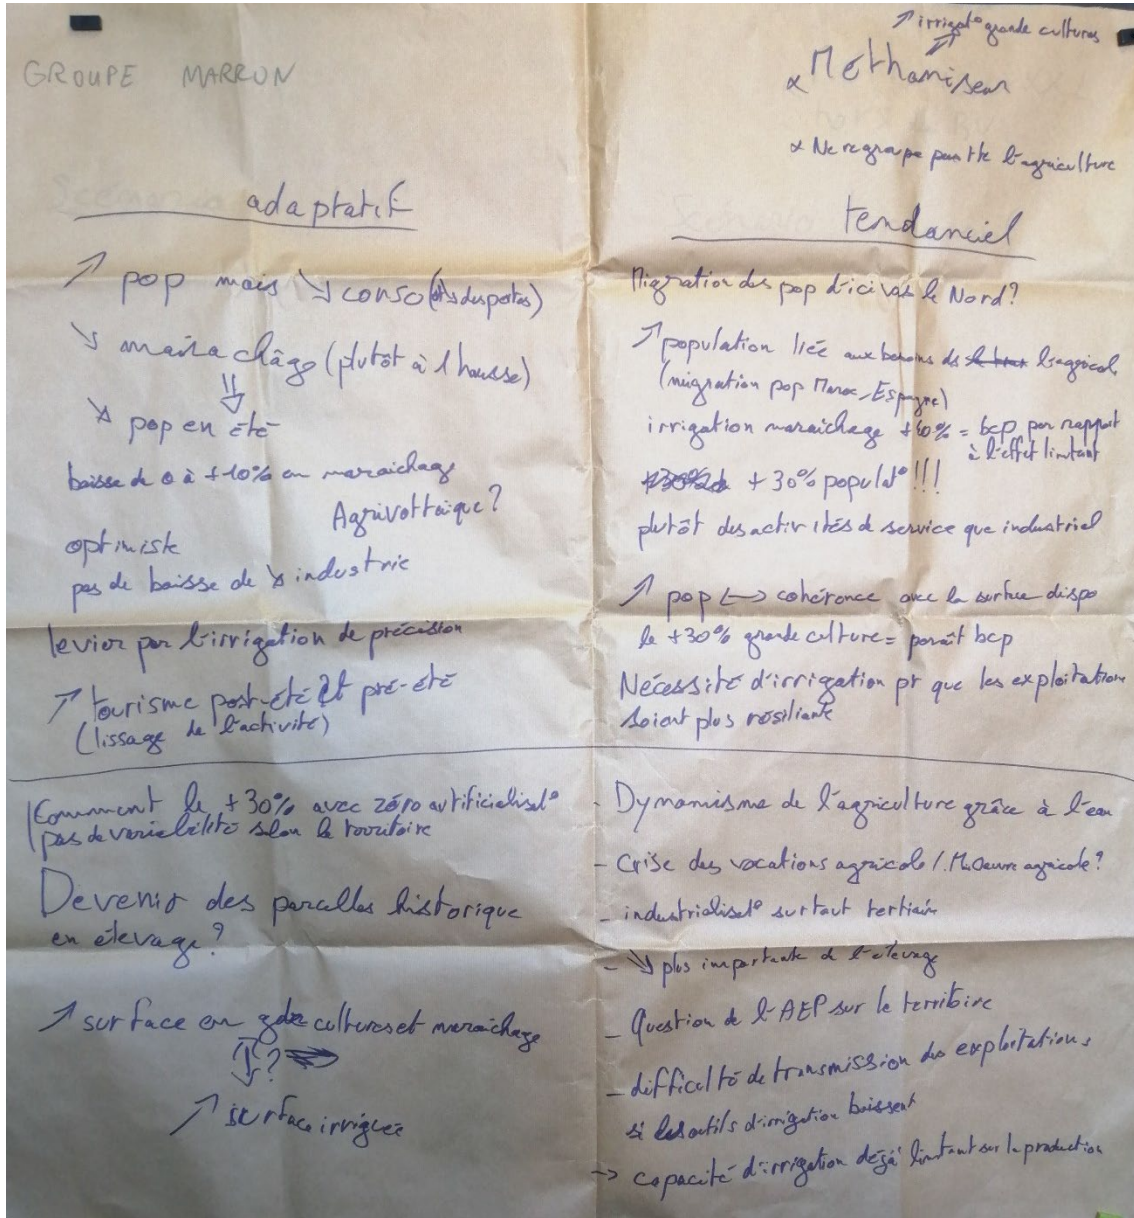 GROUPE MARRON
↗ irrigat° grande cultures
α Methaniseur
α Ne regroupe pas tte l'agriculture
adaptatif
↗ pop mais ↘ conso (dispertes)
↘ maraichâge (plutôt à l hausse)
⇓
↘ pop en été
baisse de 0 à +10% en maraichage
Agrivoltaique ?
optimiste
pas de baisse de ↘ industrie
levier par l'irrigation de précision
↗ tourisme post-été et pré-été
(lissage de l'activité)
Comment le +30% avec zéro artificialisat°
pas de variabilité selon le territoire
Devenir des parcelles historique
en élevage ?
↗ surface en gde cultures et maraichage
⇕ ?
↗ surface irriguée
tendanciel
Migration des pop d'ici vers le Nord ?
↗ population liée aux besoins de l'agricole
(migration pop Maroc, Espagne)
irrigation maraichage +40% = bcp par rapport
à l'effet limitant
+ 30% populat° !!!
plutôt des activités de service que industriel
↗ pop ↔ cohérence avec la surface dispo
le +30% grande culture = paraît bcp
Nécessité d'irrigation pr que les exploitations
soient plus résiliante
- Dynamisme de l'agriculture grâce à l'eau
- Crise des vocations agricole / M. Oeuvre agricole ?
- industrialisat° surtout tertiaire
- ↘ plus importante de l'élevage
- Question de l'AEP sur le territoire
- difficulté de transmission des exploitations
si les outils d'irrigation baissent
-> capacité d'irrigation déjà limitant sur la production